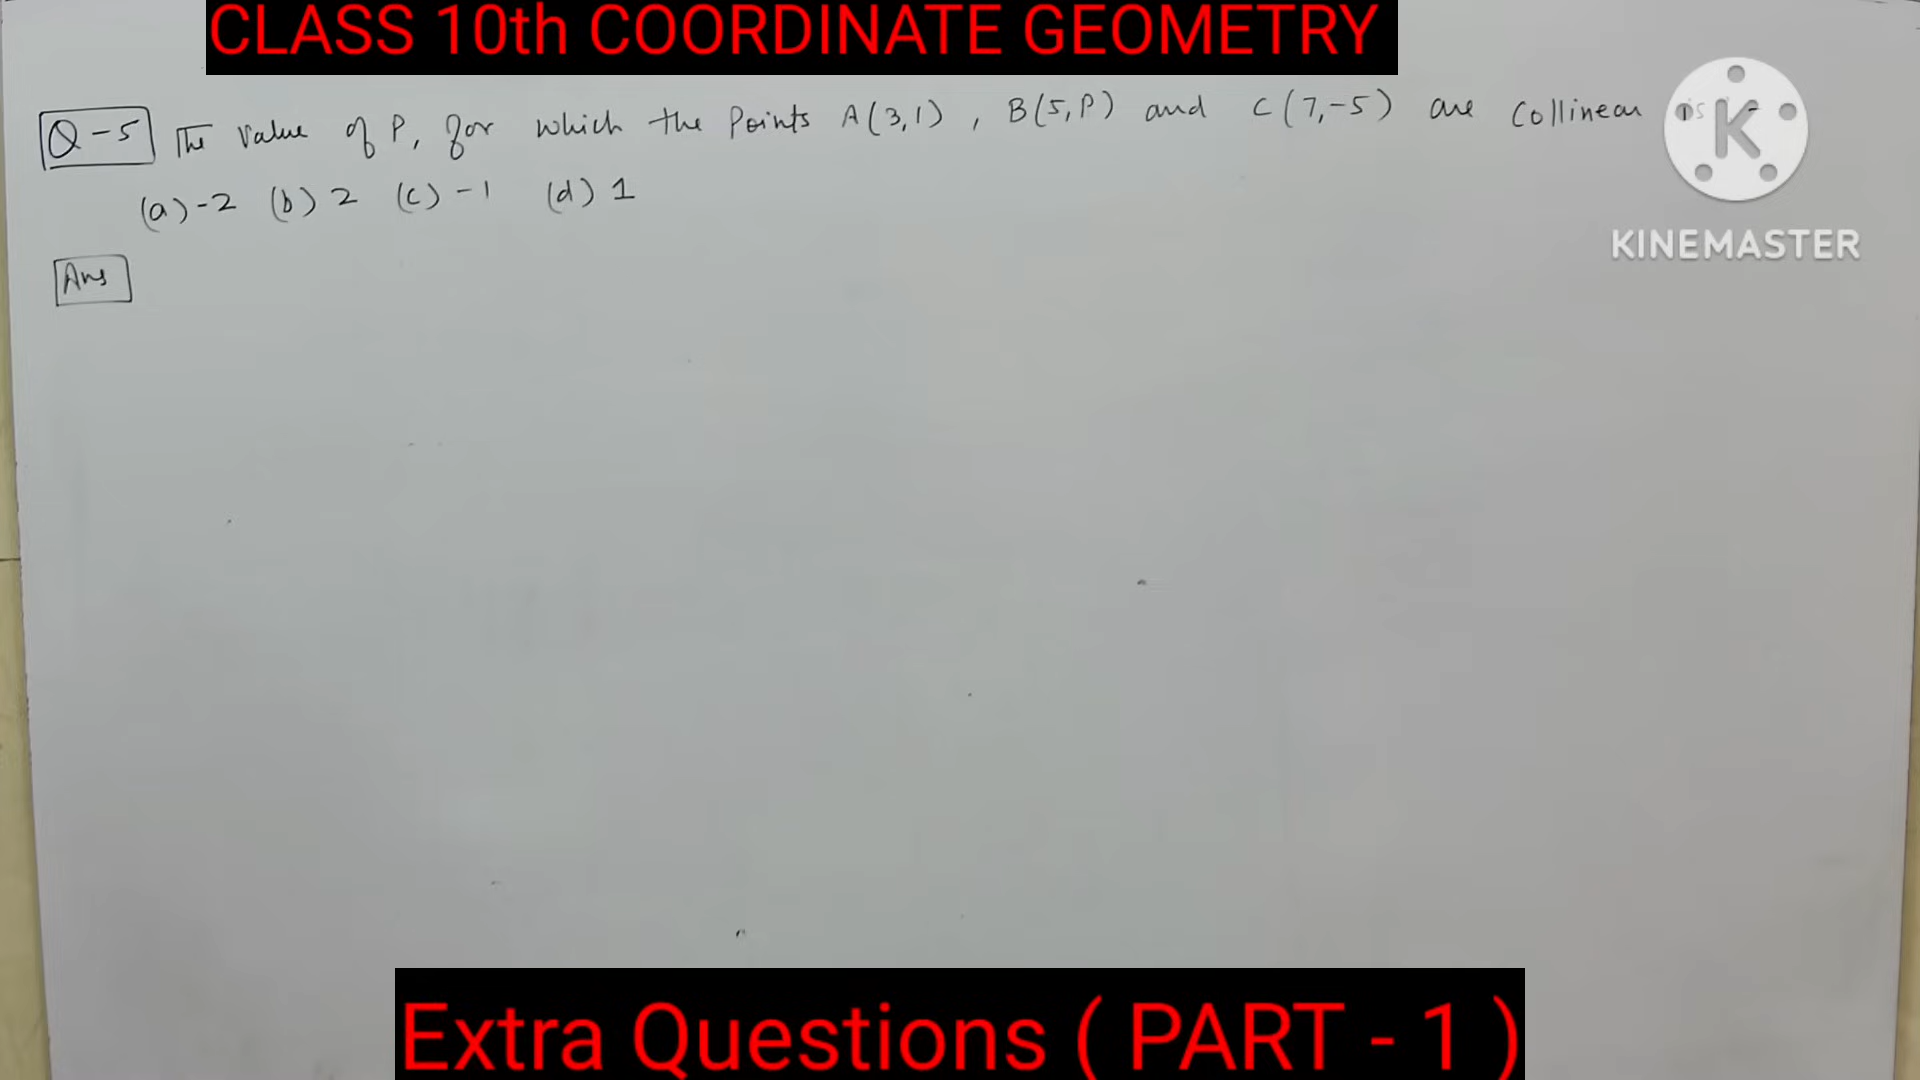 CLASS 10th COORDINATE GEOMETRY
Q-5 The value of P, for which the Points A(3,1), B(5,P) and C(7,-5) are collinear is
(a) -2 (b) 2 (c) -1 (d) 1
K
KINEMASTER
Ans
Extra Questions ( PART - 1 )